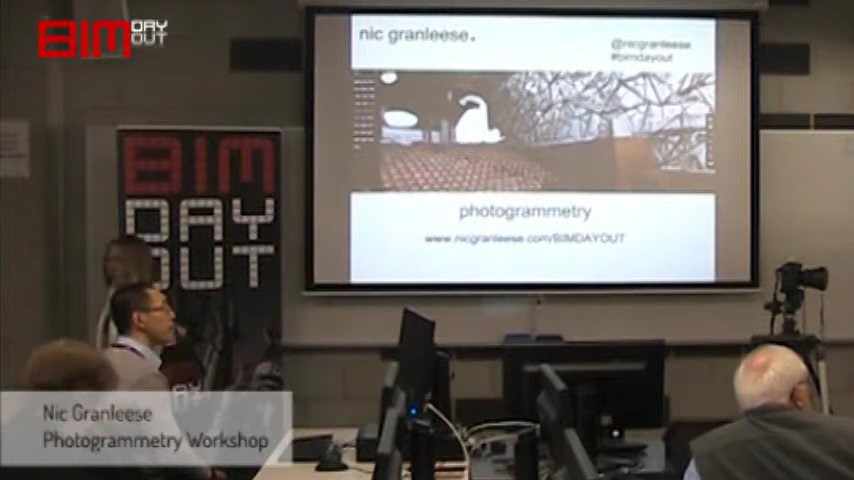 BIM DAY OUT
nic granleese.
@nicgranleese
#bimdayout
photogrammetry
www.nicgranleese.com/BIMDAYOUT
BIM
DAY
OUT
Nic Granleese
Photogrammetry Workshop